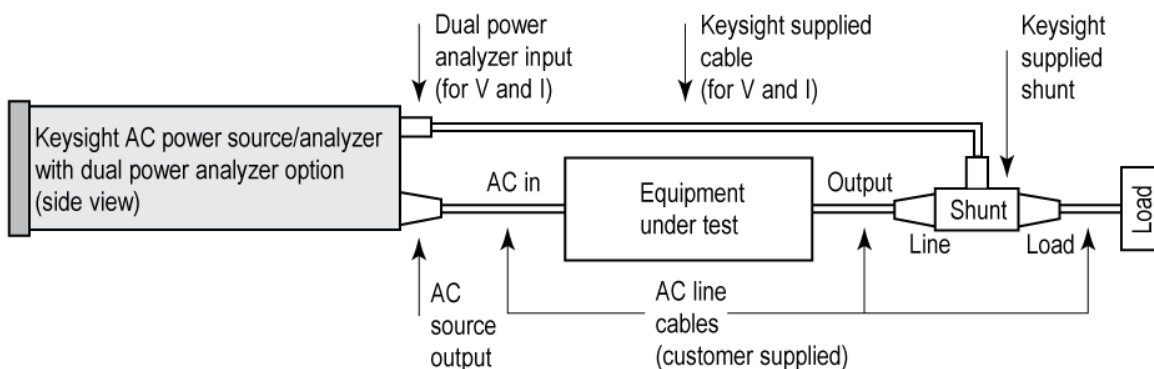 Dual power
analyzer input
(for V and I)
Keysight supplied
cable
(for V and I)
Keysight
supplied
shunt
Keysight AC power source/analyzer
with dual power analyzer option
(side view)
AC in
Equipment
under test
Output
Shunt
Line
Load
Load
AC
source
output
AC line
cables
(customer supplied)